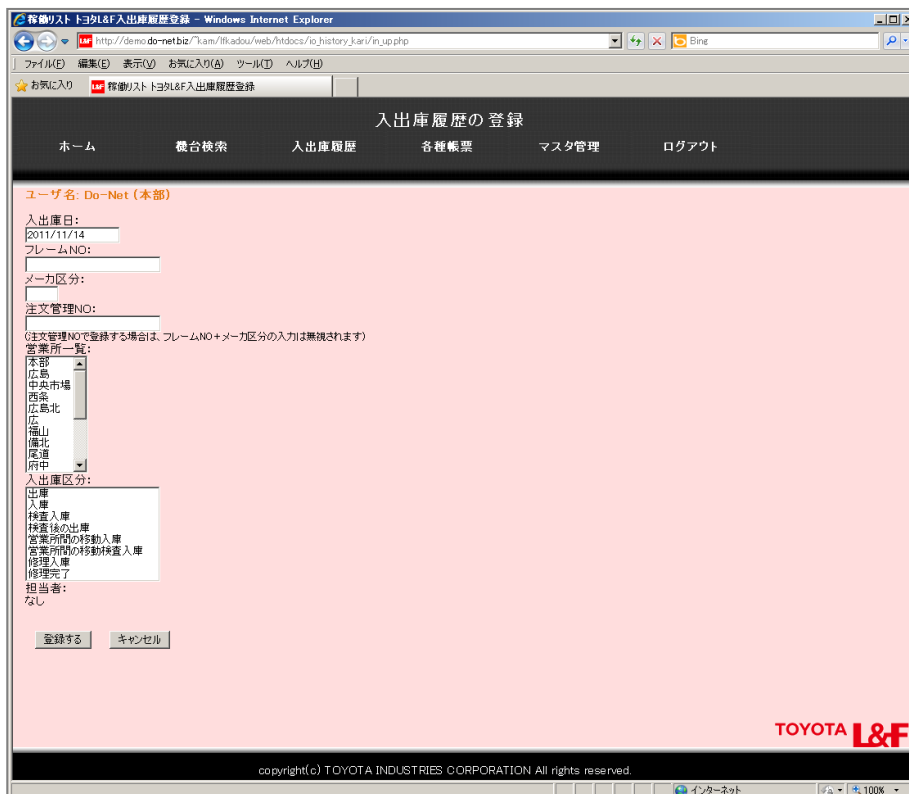 稼働リスト トヨタL&F入出庫履歴登録 - Windows Internet Explorer
http://demo.do-net.biz/~kam/lfkadou/web/htdocs/io_history_kari/in_up.php
Bing
ファイル(F) 編集(E) 表示(V) お気に入り(A) ツール(T) ヘルプ(H)
お気に入り L&F 稼働リスト トヨタL&F入出庫履歴登録
入出庫履歴の登録
ホーム 機台検索 入出庫履歴 各種帳票 マスタ管理 ログアウト
ユーザ名: Do-Net (本部)
入出庫日:
2011/11/14
フレームNO:
メーカ区分:
注文管理NO:
(注文管理NOで登録する場合は、フレームNO+メーカ区分の入力は無視されます)
営業所一覧:
本部
広島
中央市場
西条
広島北
広
福山
備北
尾道
府中
入出庫区分:
出庫
入庫
検査入庫
検査後の出庫
営業所間の移動入庫
営業所間の移動検査入庫
修理入庫
修理完了
担当者:
なし
登録する キャンセル
TOYOTA L&F
copyright(c) TOYOTA INDUSTRIES CORPORATION All rights reserved.
インターネット 100%